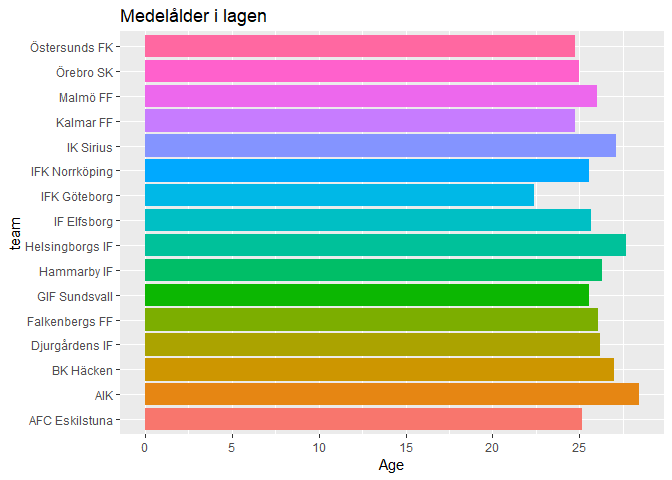 Medelålder i lagen
Östersunds FK
Örebro SK
Malmö FF
Kalmar FF
IK Sirius
IFK Norrköping
IFK Göteborg
IF Elfsborg
Helsingborgs IF
Hammarby IF
GIF Sundsvall
Falkenbergs FF
Djurgårdens IF
BK Häcken
AIK
AFC Eskilstuna
team
0 5 10 15 20 25
Age